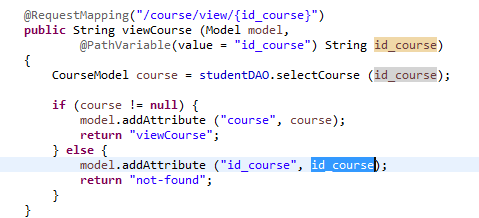 @RequestMapping("/course/view/{id_course}")
public String viewCourse (Model model,
        @PathVariable(value = "id_course") String id_course)
{
    CourseModel course = studentDAO.selectCourse (id_course);

    if (course != null) {
        model.addAttribute ("course", course);
        return "viewCourse";
    } else {
        model.addAttribute ("id_course", id_course);
        return "not-found";
    }
}